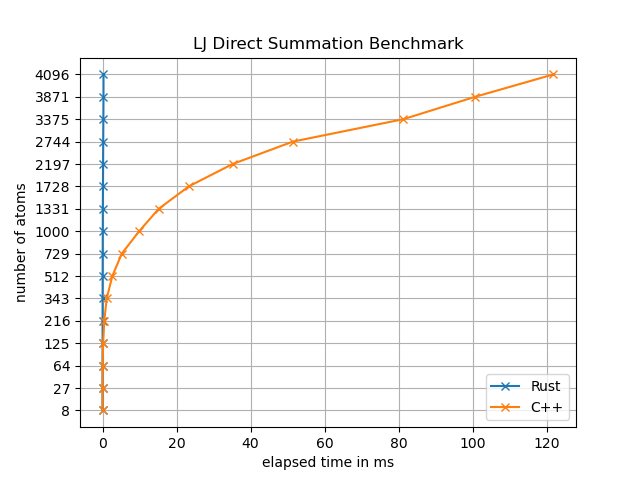 LJ Direct Summation Benchmark
number of atoms
4096
3871
3375
2744
2197
1728
1331
1000
729
512
343
216
125
64
27
8
Rust
C++
0 20 40 60 80 100 120
elapsed time in ms